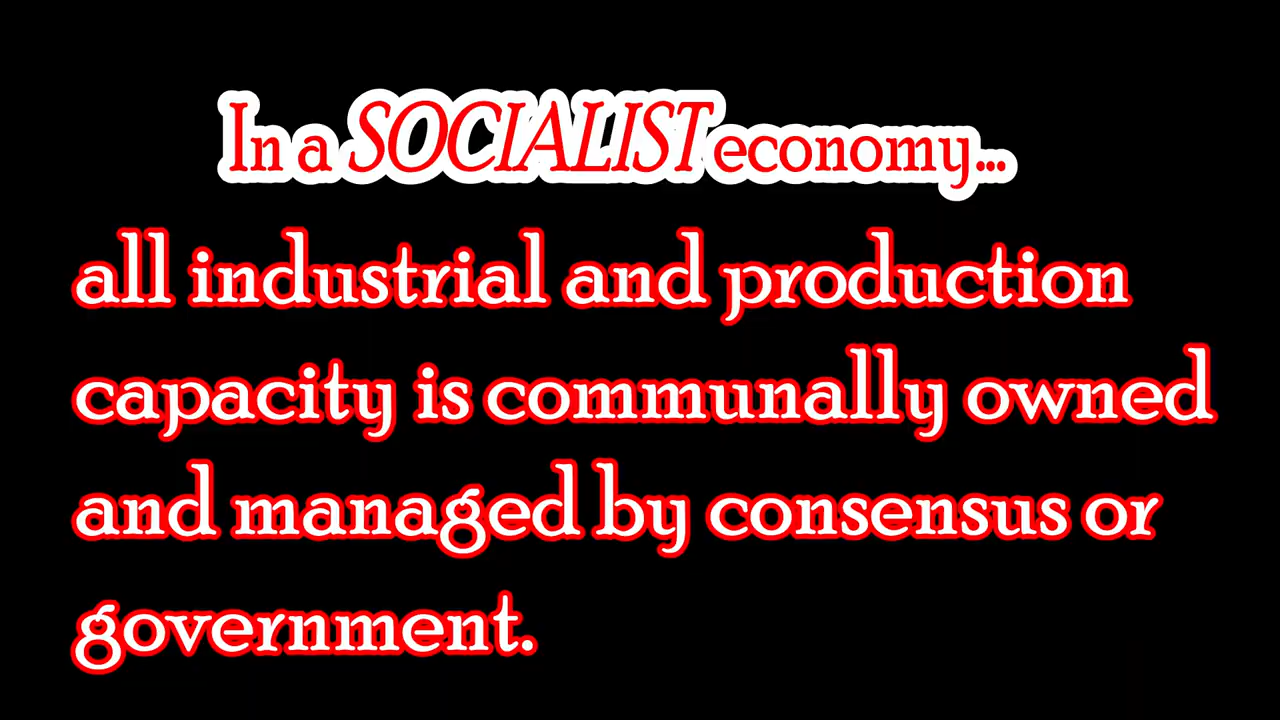 In a SOCIALIST economy...
all industrial and production
capacity is communally owned
and managed by consensus or
government.